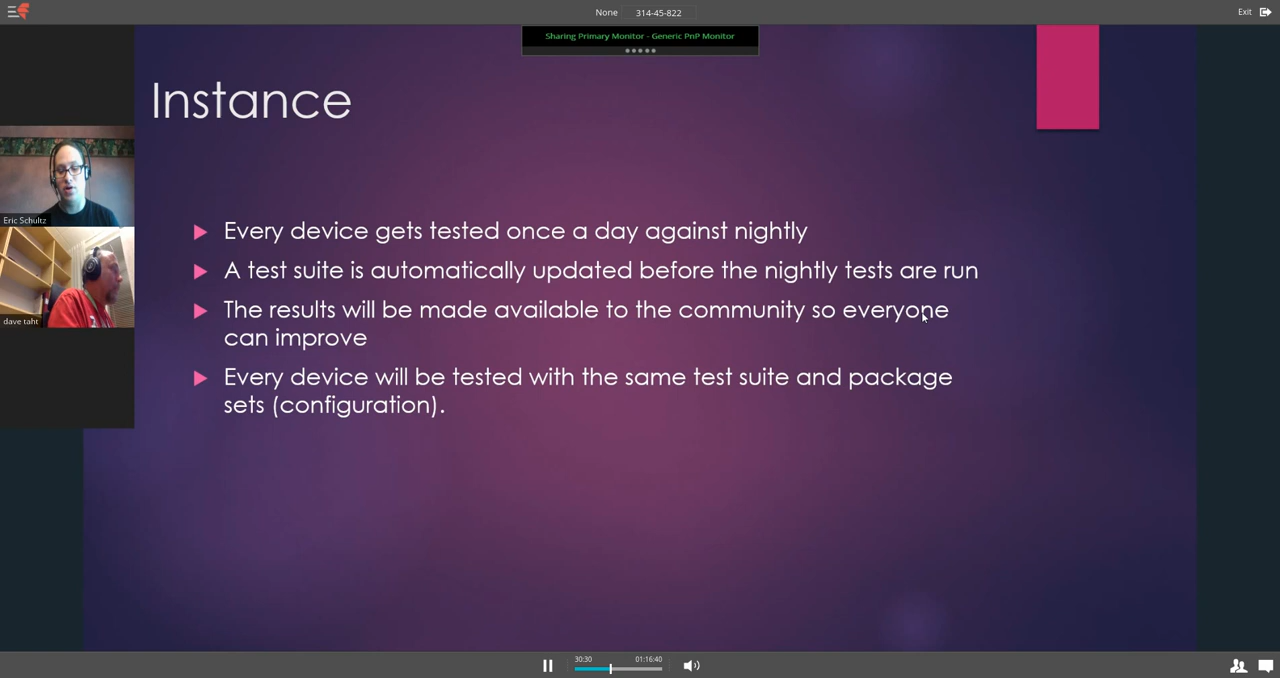 None 314-45-822 Exit
Sharing Primary Monitor - Generic PnP Monitor
Instance
Every device gets tested once a day against nightly
A test suite is automatically updated before the nightly tests are run
The results will be made available to the community so everyone
can improve
Every device will be tested with the same test suite and package
sets (configuration).
Eric Schultz
dave taht
30:30 01:16:40